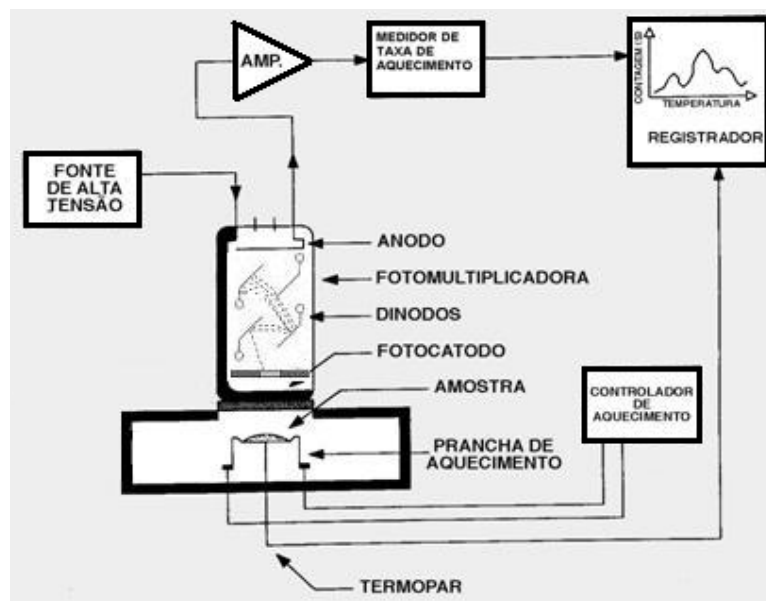 AMP.
MEDIDOR DE
TAXA DE
AQUECIMENTO
CONTAGEM (S)
TEMPERATURA
REGISTRADOR
FONTE
DE ALTA
TENSÃO
ANODO
FOTOMULTIPLICADORA
DINODOS
FOTOCATODO
AMOSTRA
CONTROLADOR
DE
AQUECIMENTO
PRANCHA DE
AQUECIMENTO
TERMOPAR